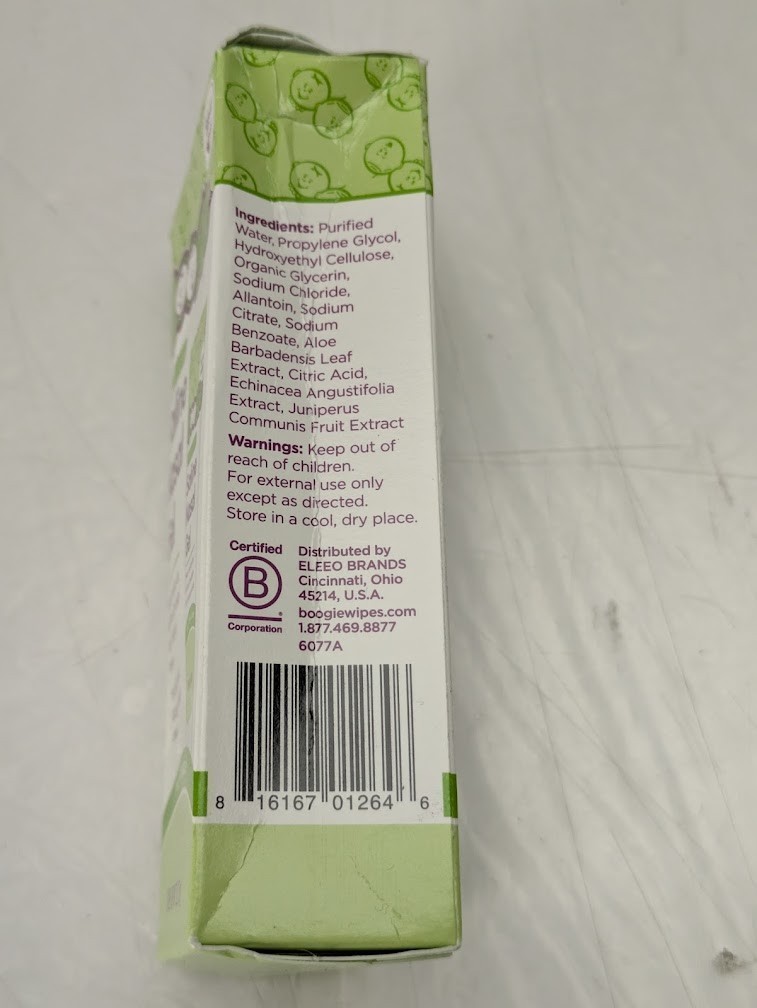 Ingredients: Purified
Water, Propylene Glycol,
Hydroxyethyl Cellulose,
Organic Glycerin,
Sodium Chloride,
Allantoin, Sodium
Citrate, Sodium
Benzoate, Aloe
Barbadensis Leaf
Extract, Citric Acid,
Echinacea Angustifolia
Extract, Juniperus
Communis Fruit Extract
Warnings: Keep out of
reach of children.
For external use only
except as directed.
Store in a cool, dry place.
Certified
B
®
Corporation
Distributed by
ELEEO BRANDS
Cincinnati, Ohio
45214, U.S.A.
boogiewipes.com
1.877.469.8877
6077A
8 16167 01264 6